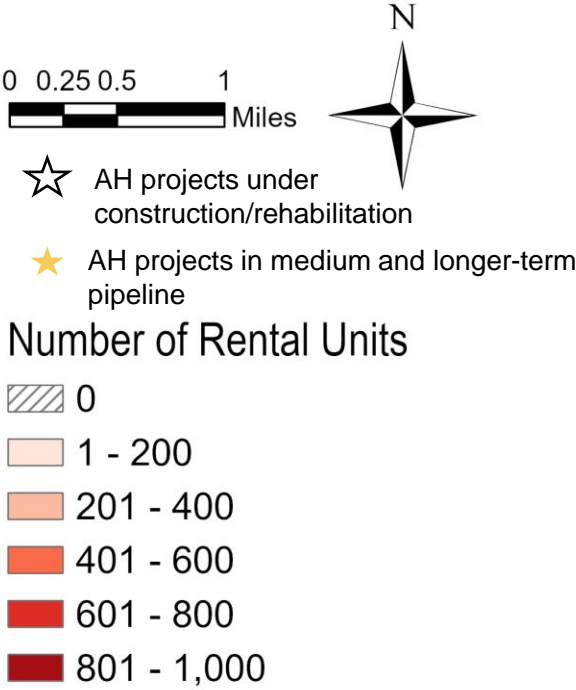 N
0 0.25 0.5 1
Miles
AH projects under
construction/rehabilitation
AH projects in medium and longer-term
pipeline
Number of Rental Units
0
1 - 200
201 - 400
401 - 600
601 - 800
801 - 1,000